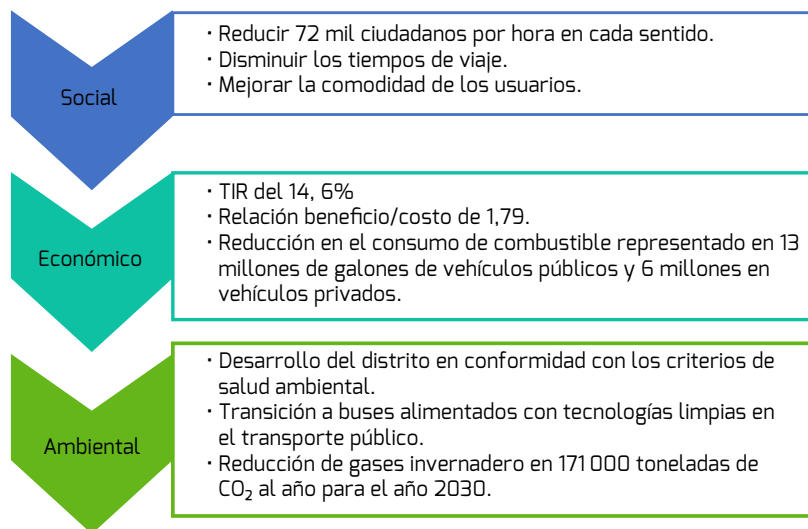 Social
· Reducir 72 mil ciudadanos por hora en cada sentido.
· Disminuir los tiempos de viaje.
· Mejorar la comodidad de los usuarios.
Económico
· TIR del 14, 6%
· Relación beneficio/costo de 1,79.
· Reducción en el consumo de combustible representado en 13
millones de galones de vehículos públicos y 6 millones en
vehículos privados.
Ambiental
· Desarrollo del distrito en conformidad con los criterios de
salud ambiental.
· Transición a buses alimentados con tecnologías limpias en
el transporte público.
· Reducción de gases invernadero en 171 000 toneladas de
CO₂ al año para el año 2030.